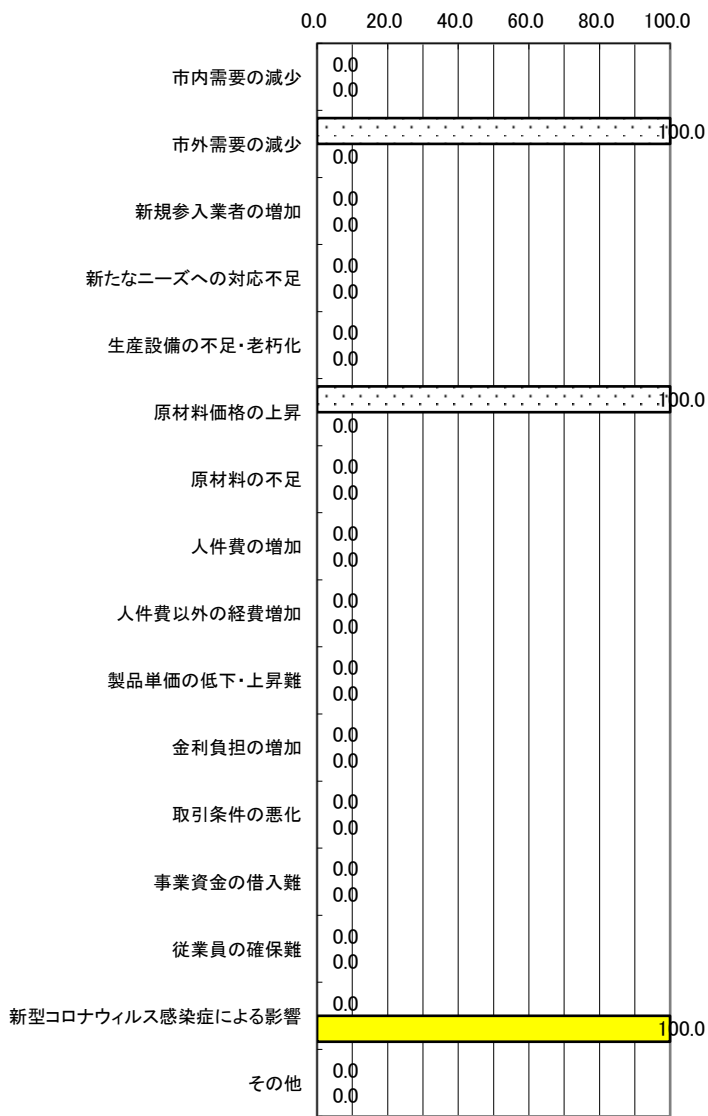 0.0 20.0 40.0 60.0 80.0 100.0
市内需要の減少 0.0
0.0
市外需要の減少 100.0
0.0
新規参入業者の増加 0.0
0.0
新たなニーズへの対応不足 0.0
0.0
生産設備の不足・老朽化 0.0
0.0
原材料価格の上昇 100.0
0.0
原材料の不足 0.0
0.0
人件費の増加 0.0
0.0
人件費以外の経費増加 0.0
0.0
製品単価の低下・上昇難 0.0
0.0
金利負担の増加 0.0
0.0
取引条件の悪化 0.0
0.0
事業資金の借入難 0.0
0.0
従業員の確保難 0.0
0.0
新型コロナウィルス感染症による影響 0.0
100.0
その他 0.0
0.0